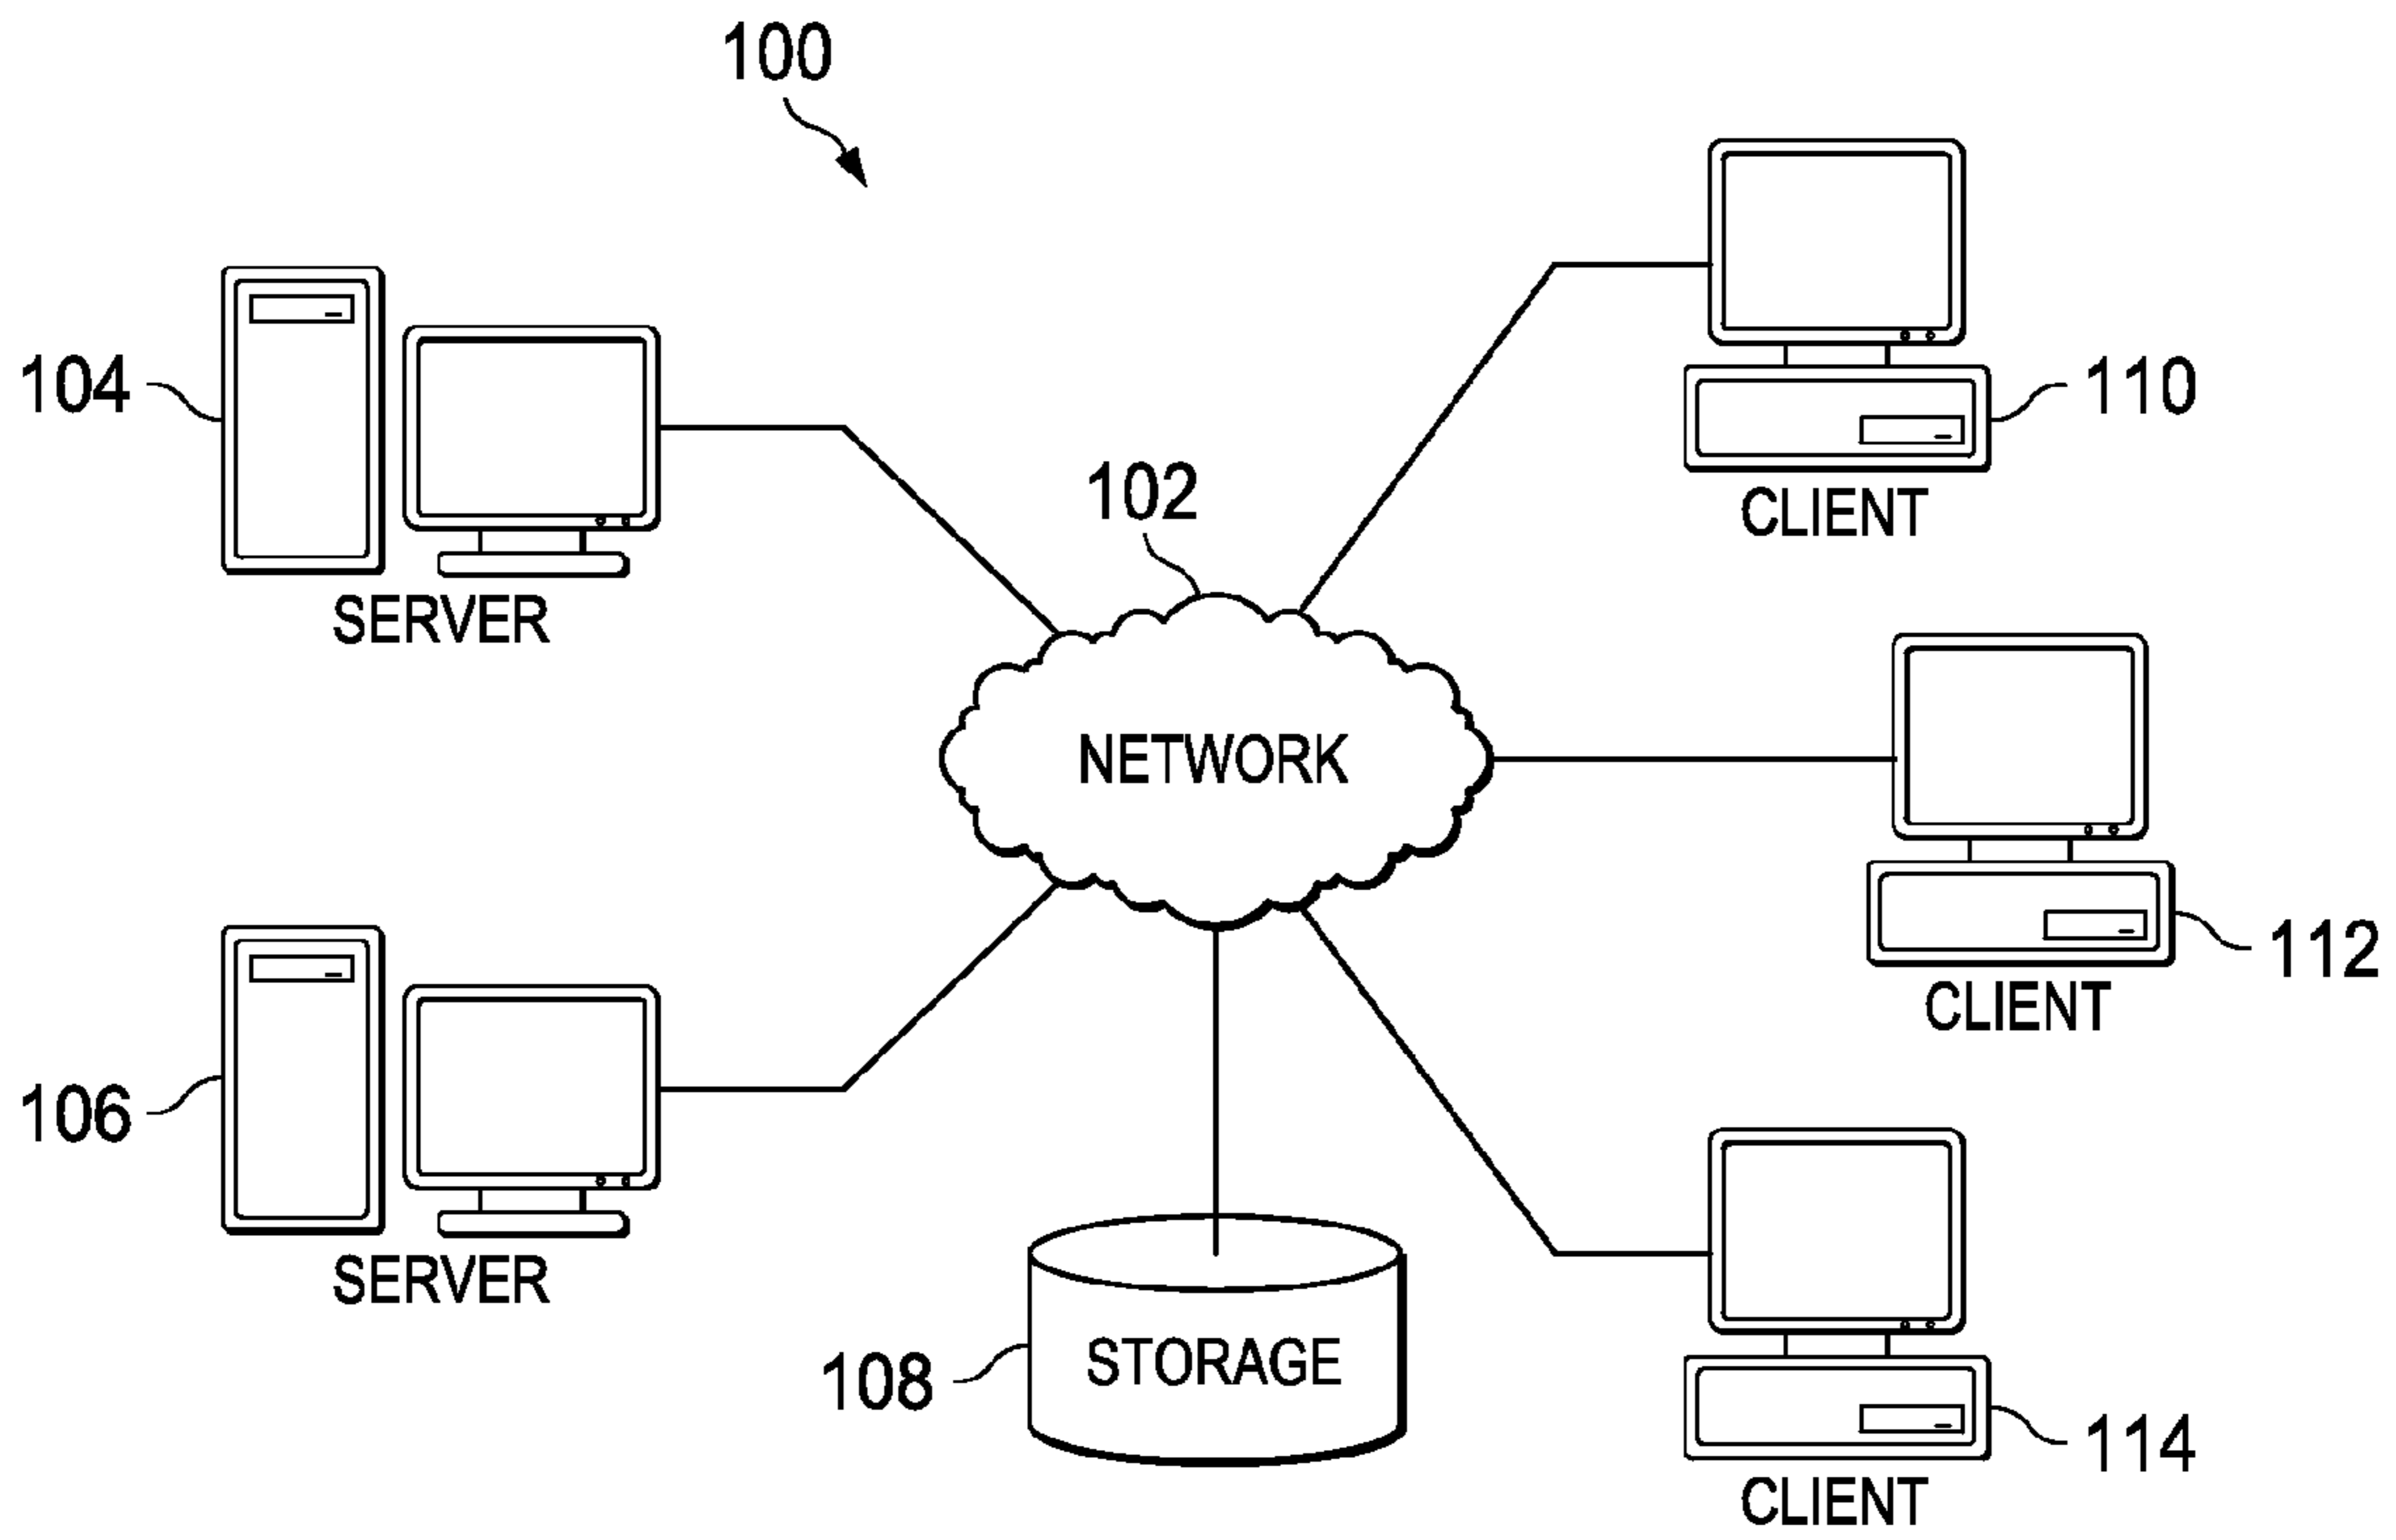 100
104
SERVER
110
CLIENT
102
NETWORK
112
CLIENT
106
SERVER
108
STORAGE
114
CLIENT